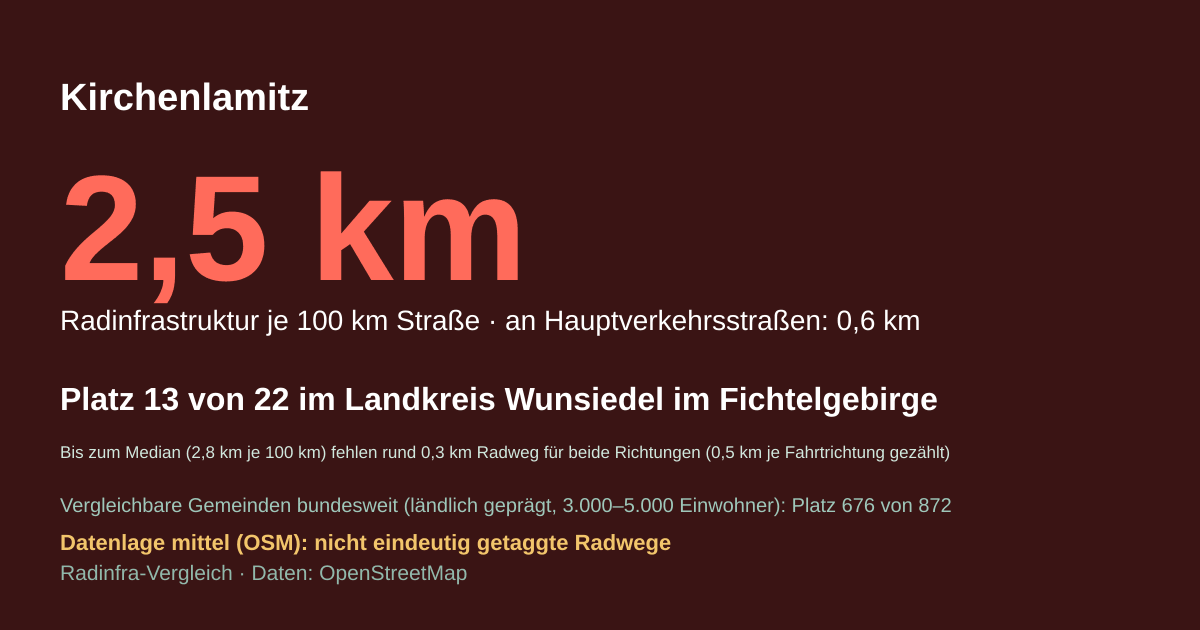 Kirchenlamitz
2,5 km
Radinfrastruktur je 100 km Straße · an Hauptverkehrsstraßen: 0,6 km
Platz 13 von 22 im Landkreis Wunsiedel im Fichtelgebirge
Bis zum Median (2,8 km je 100 km) fehlen rund 0,3 km Radweg für beide Richtungen (0,5 km je Fahrtrichtung gezählt)
Vergleichbare Gemeinden bundesweit (ländlich geprägt, 3.000–5.000 Einwohner): Platz 676 von 872
Datenlage mittel (OSM): nicht eindeutig getaggte Radwege
Radinfra-Vergleich · Daten: OpenStreetMap